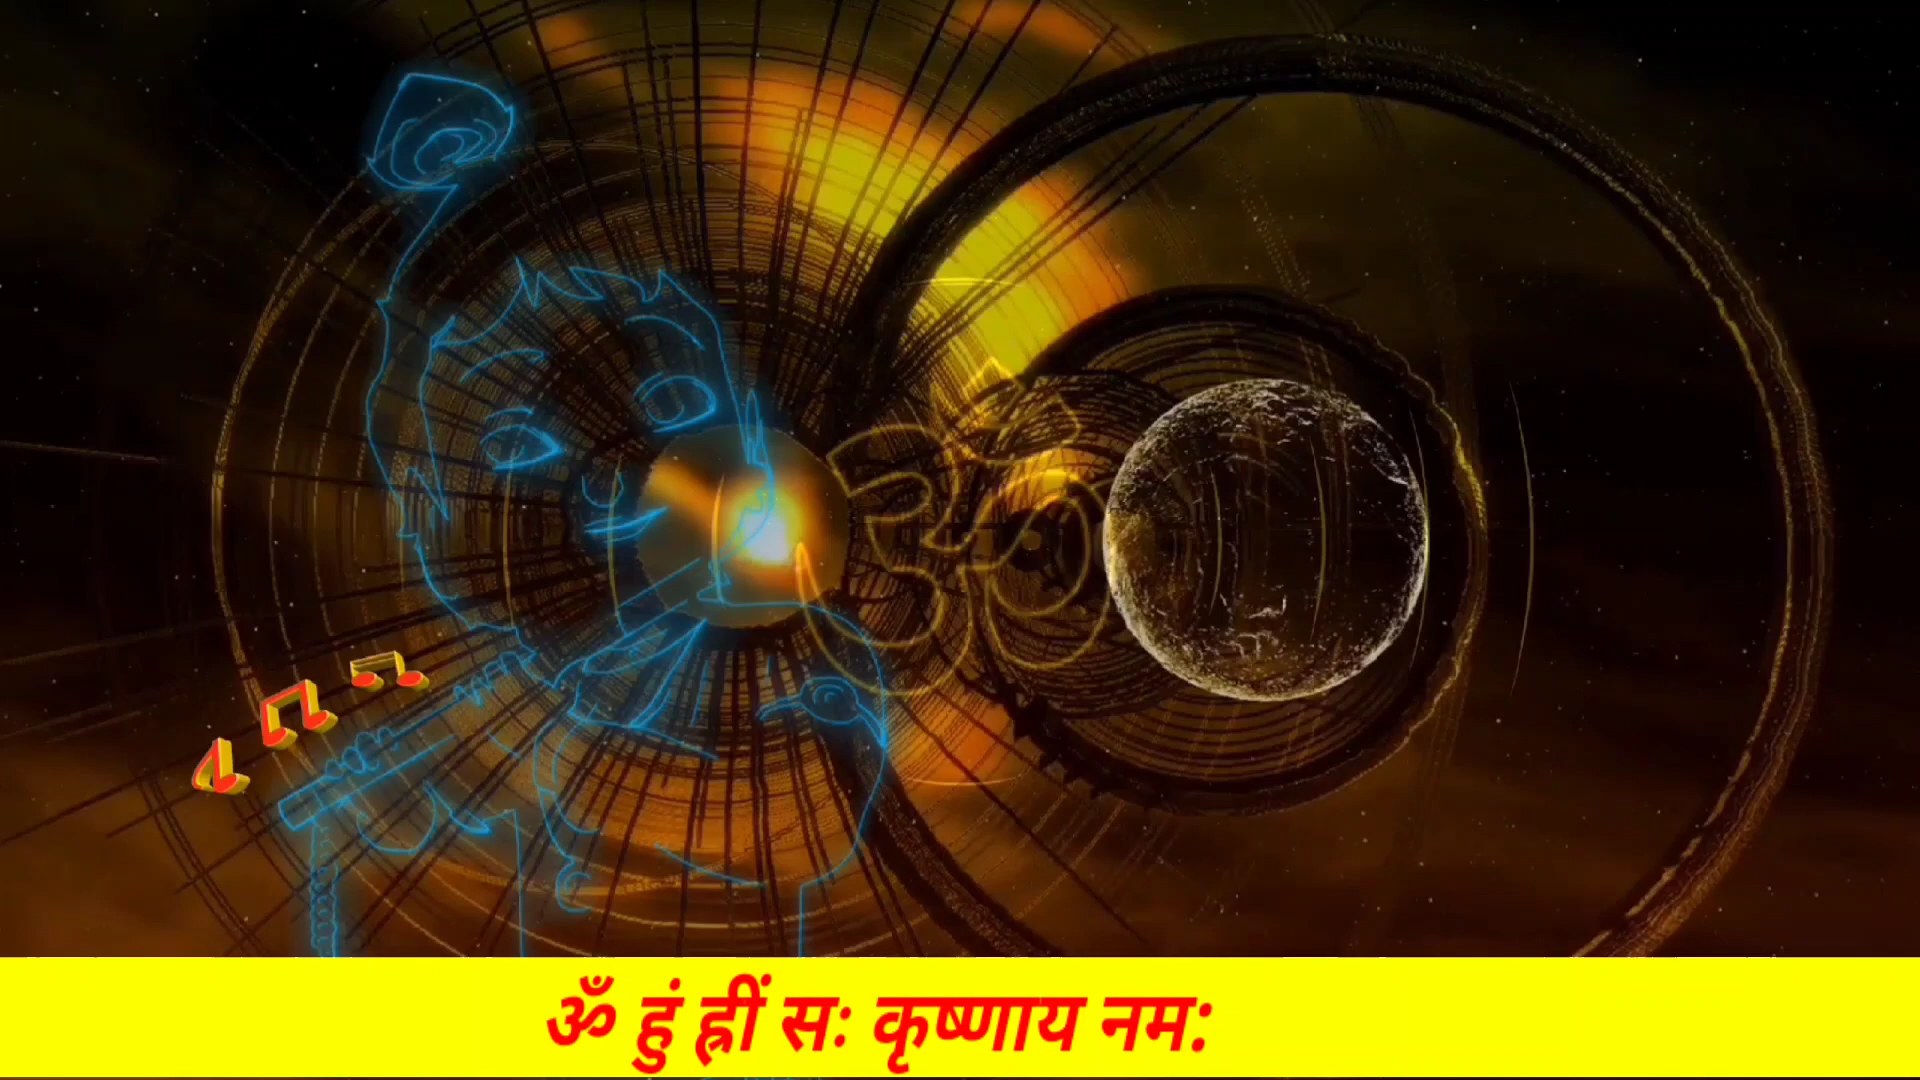 ॐ
ॐ हुं ह्रीं सः कृष्णाय नम: